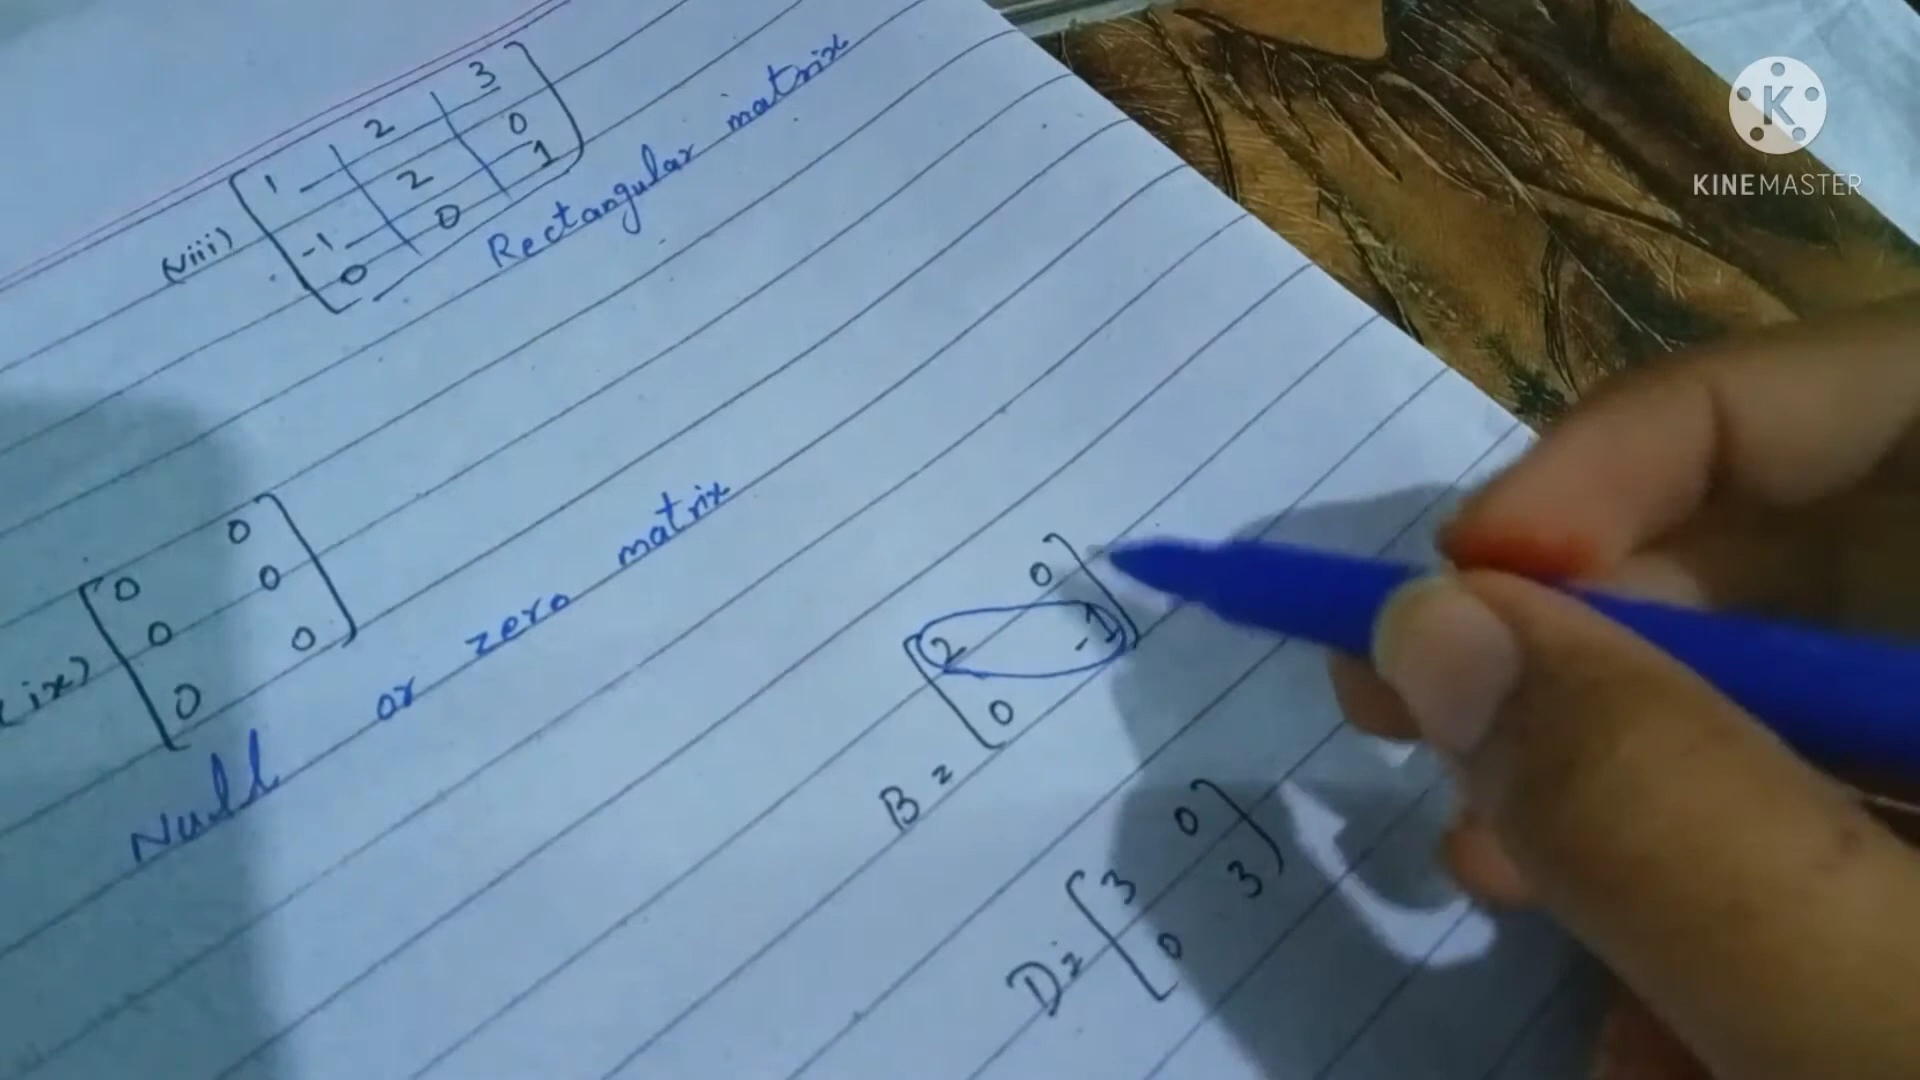 (viii) [1 2 3
-1 2 0
0 0 1]
Rectangular matrix
(ix) [0 0
0 0
0 0]
Null or zero matrix
B = [2 0
0 -1]
D = [3 0
0 3]
K
KINEMASTER